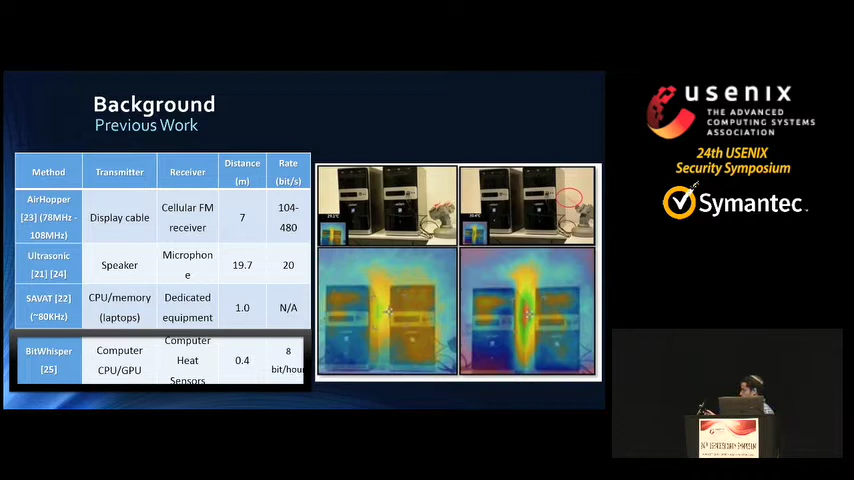 Background
Previous Work
Method Transmitter Receiver Distance (m) Rate (bit/s)
AirHopper [23] (78MHz - 108MHz) Display cable Cellular FM receiver 7 104-480
Ultrasonic [21] [24] Speaker Microphone 19.7 20
SAVAT [22] (~80KHz) CPU/memory (laptops) Dedicated equipment 1.0 N/A
BitWhisper [25] Computer CPU/GPU Computer Heat Sensors 0.4 8 bit/hour
usenix
THE ADVANCED
COMPUTING SYSTEMS
ASSOCIATION
24th USENIX
Security Symposium
Symantec.